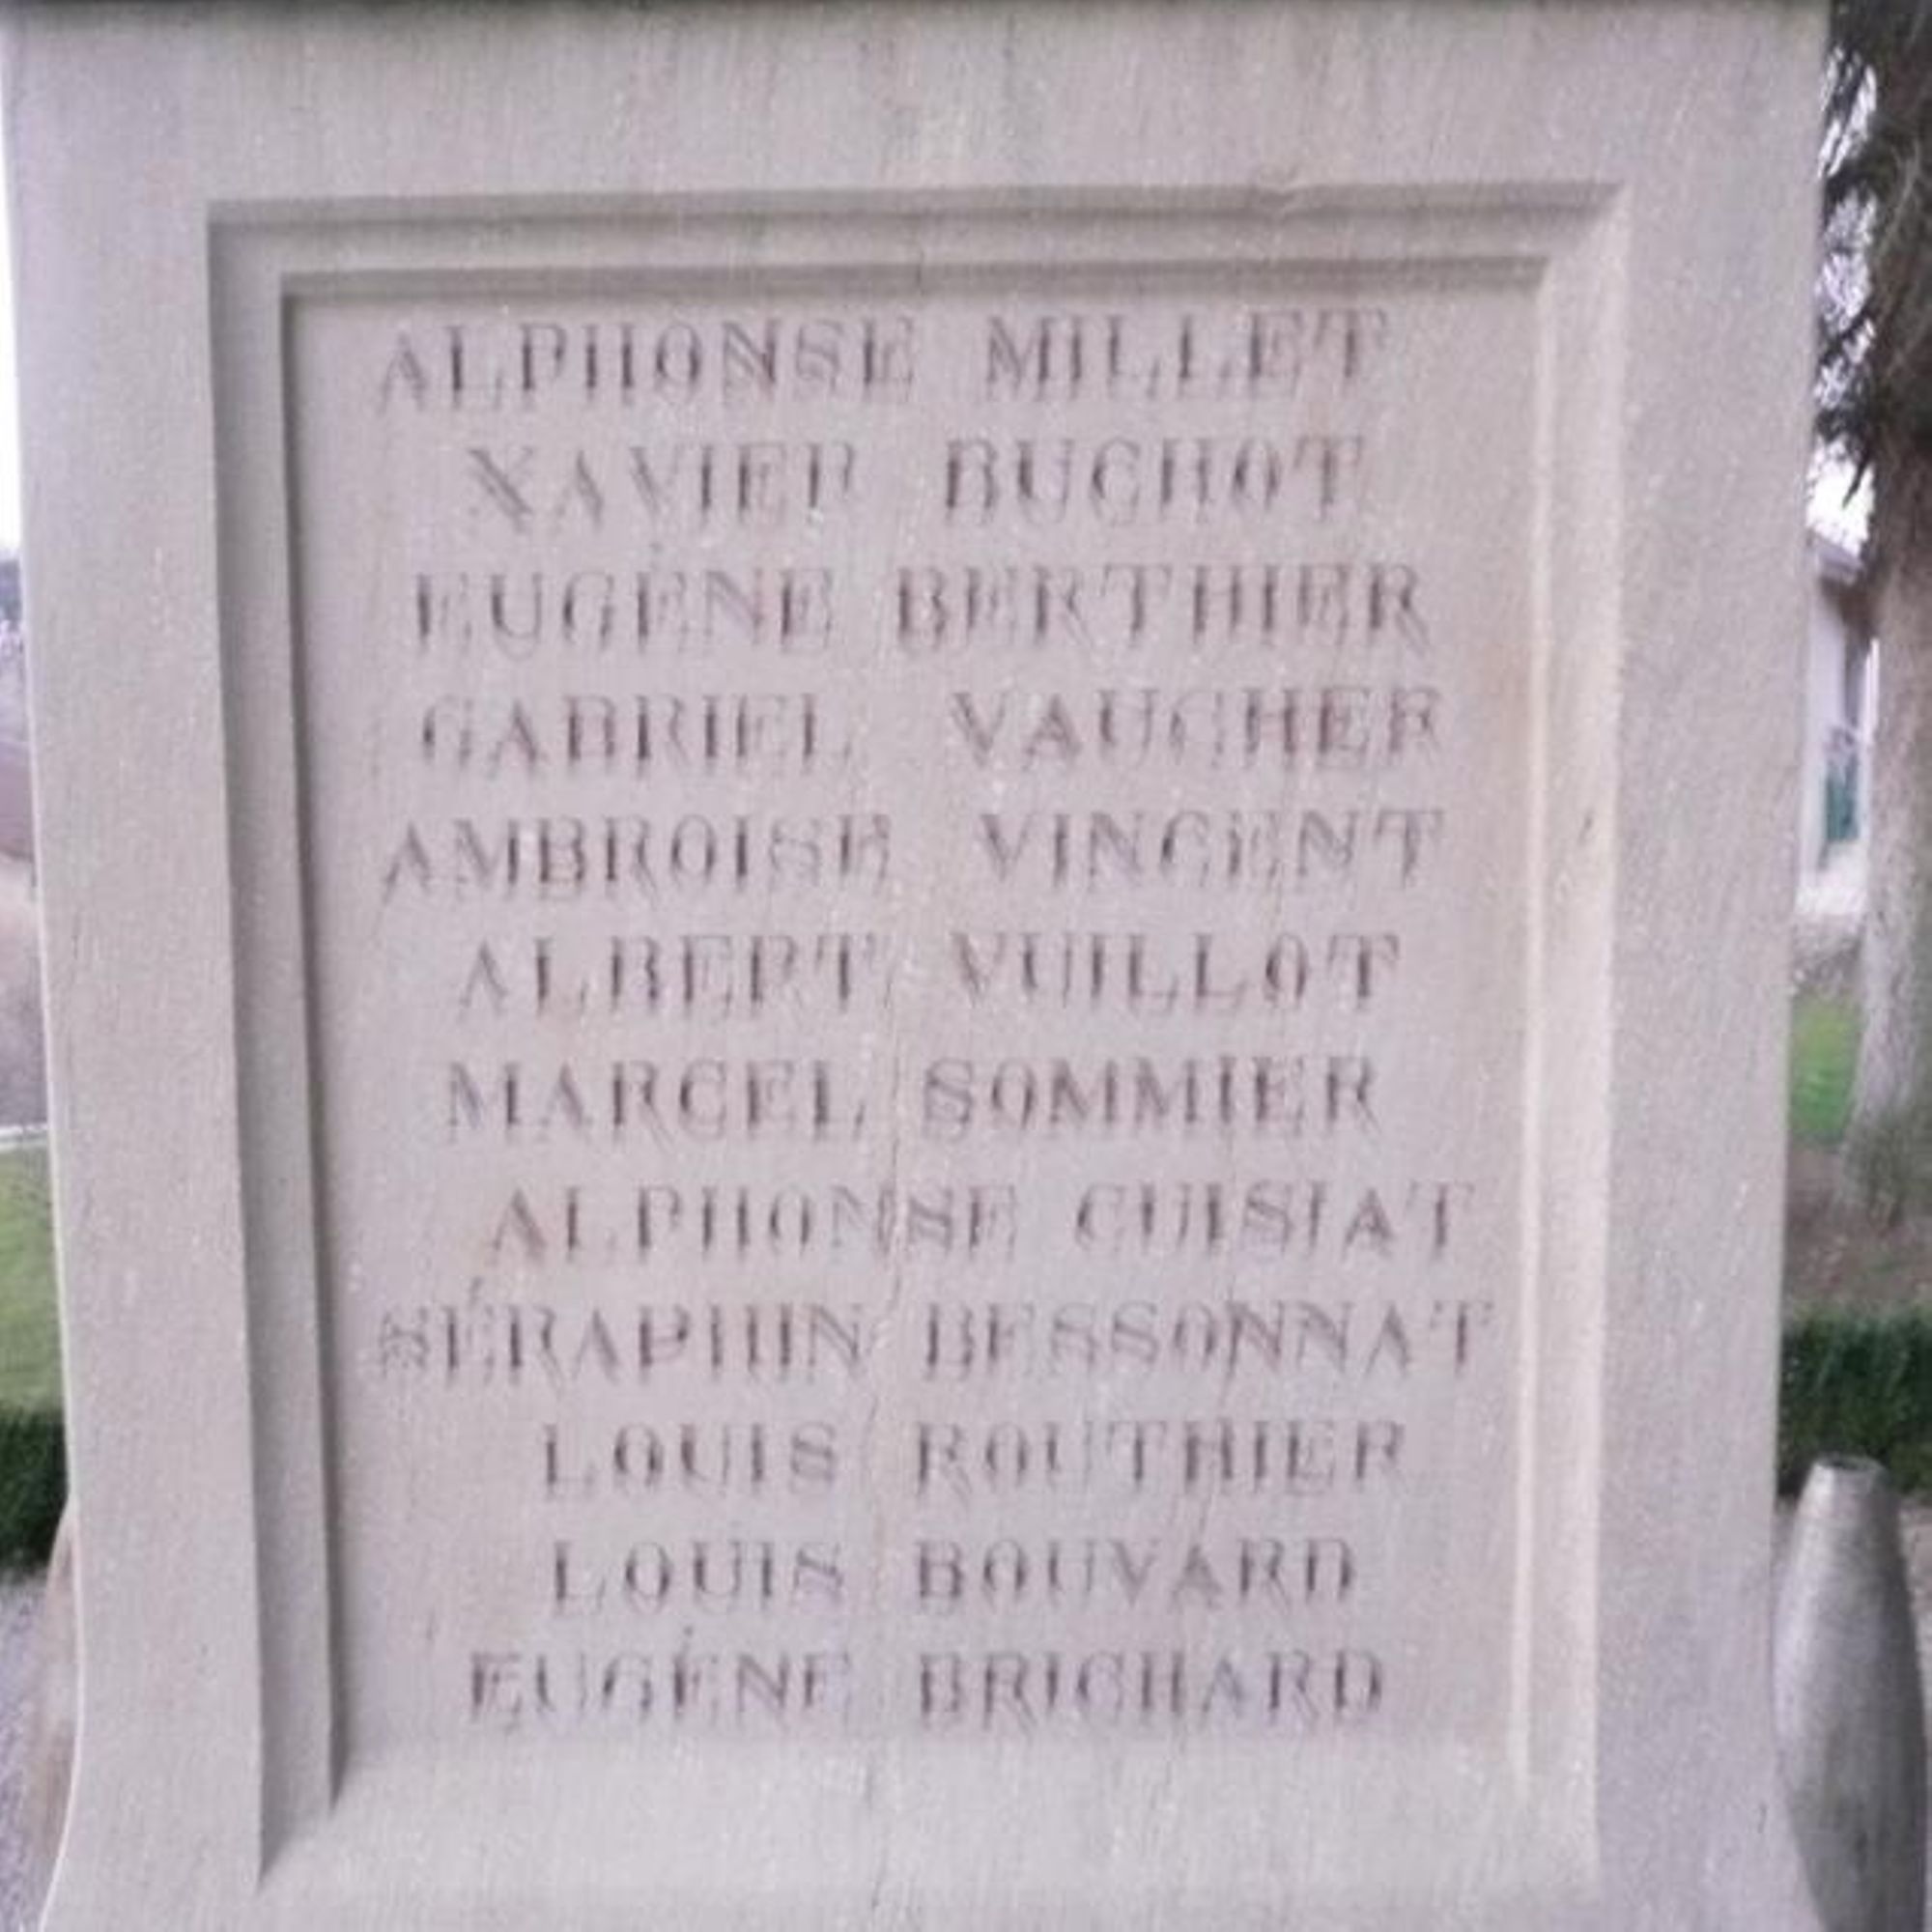 ALPHONSE MILLET
XAVIER BUCHOT
EUGÈNE BERTHIER
GABRIEL VAUCHER
AMBROISE VINCENT
ALBERT VUILLOT
MARCEL SOMMIER
ALPHONSE CUISIAT
SÉRAPHIN BESSONNAT
LOUIS ROUTHIER
LOUIS BOUVARD
EUGÈNE BRICHARD